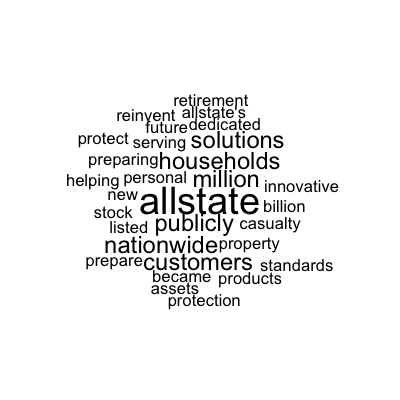 retirement
reinvent allstate's
future dedicated
protect serving solutions
preparing households
helping personal million innovative
new allstate billion
stock publicly casualty
listed
nationwide property
prepare customers standards
became products
assets
protection